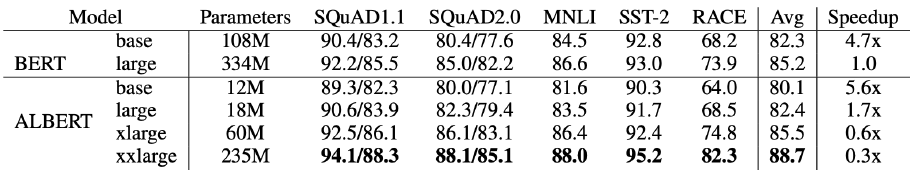 Model Parameters SQuAD1.1 SQuAD2.0 MNLI SST-2 RACE Avg Speedup
base 108M 90.4/83.2 80.4/77.6 84.5 92.8 68.2 82.3 4.7x
BERT large 334M 92.2/85.5 85.0/82.2 86.6 93.0 73.9 85.2 1.0
base 12M 89.3/82.3 80.0/77.1 81.6 90.3 64.0 80.1 5.6x
ALBERT large 18M 90.6/83.9 82.3/79.4 83.5 91.7 68.5 82.4 1.7x
xlarge 60M 92.5/86.1 86.1/83.1 86.4 92.4 74.8 85.5 0.6x
xxlarge 235M 94.1/88.3 88.1/85.1 88.0 95.2 82.3 88.7 0.3x